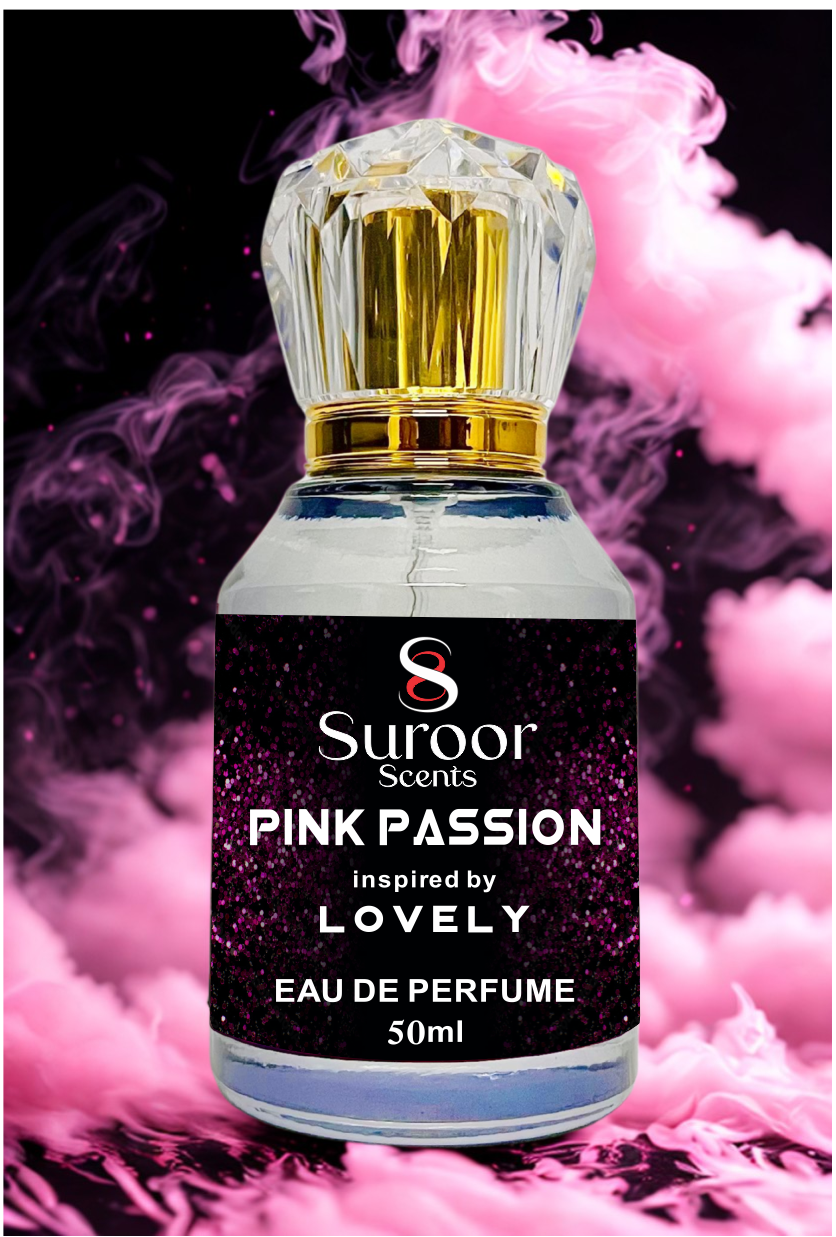 Suroor
Scents
PINK PASSION
inspired by
LOVELY
EAU DE PERFUME
50ml